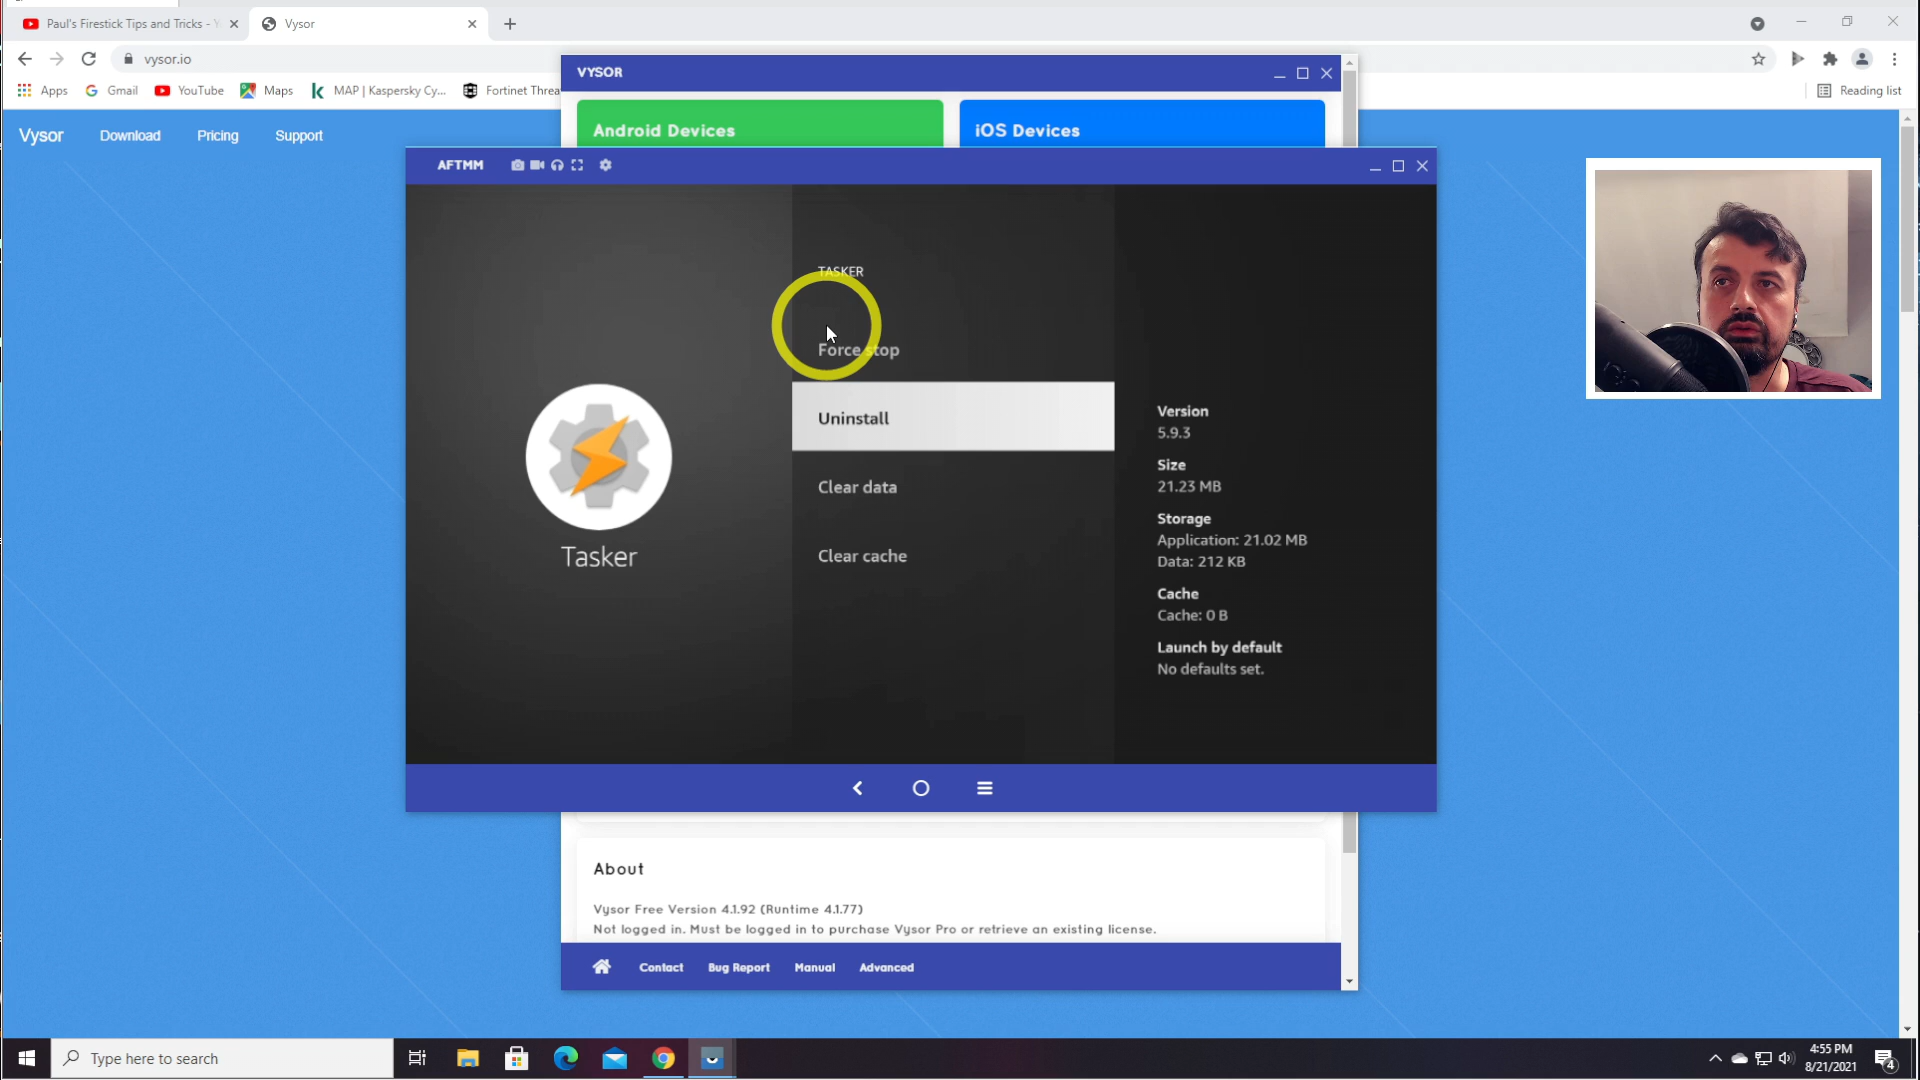 Paul's Firestick Tips and Tricks -
Vysor
vysor.io
Apps
Gmail
YouTube
Maps
MAP | Kaspersky Cy...
Fortinet Threa
Reading list
Vysor
Download
Pricing
Support
VYSOR
Android Devices
iOS Devices
AFTMM
TASKER
Force stop
Uninstall
Clear data
Clear cache
Tasker
Version
5.9.3
Size
21.23 MB
Storage
Application: 21.02 MB
Data: 212 KB
Cache
Cache: 0 B
Launch by default
No defaults set.
About
Vysor Free Version 4.1.92 (Runtime 4.1.77)
Not logged in. Must be logged in to purchase Vysor Pro or retrieve an existing license.
Contact
Bug Report
Manual
Advanced
Type here to search
4:55 PM
8/21/2021
4